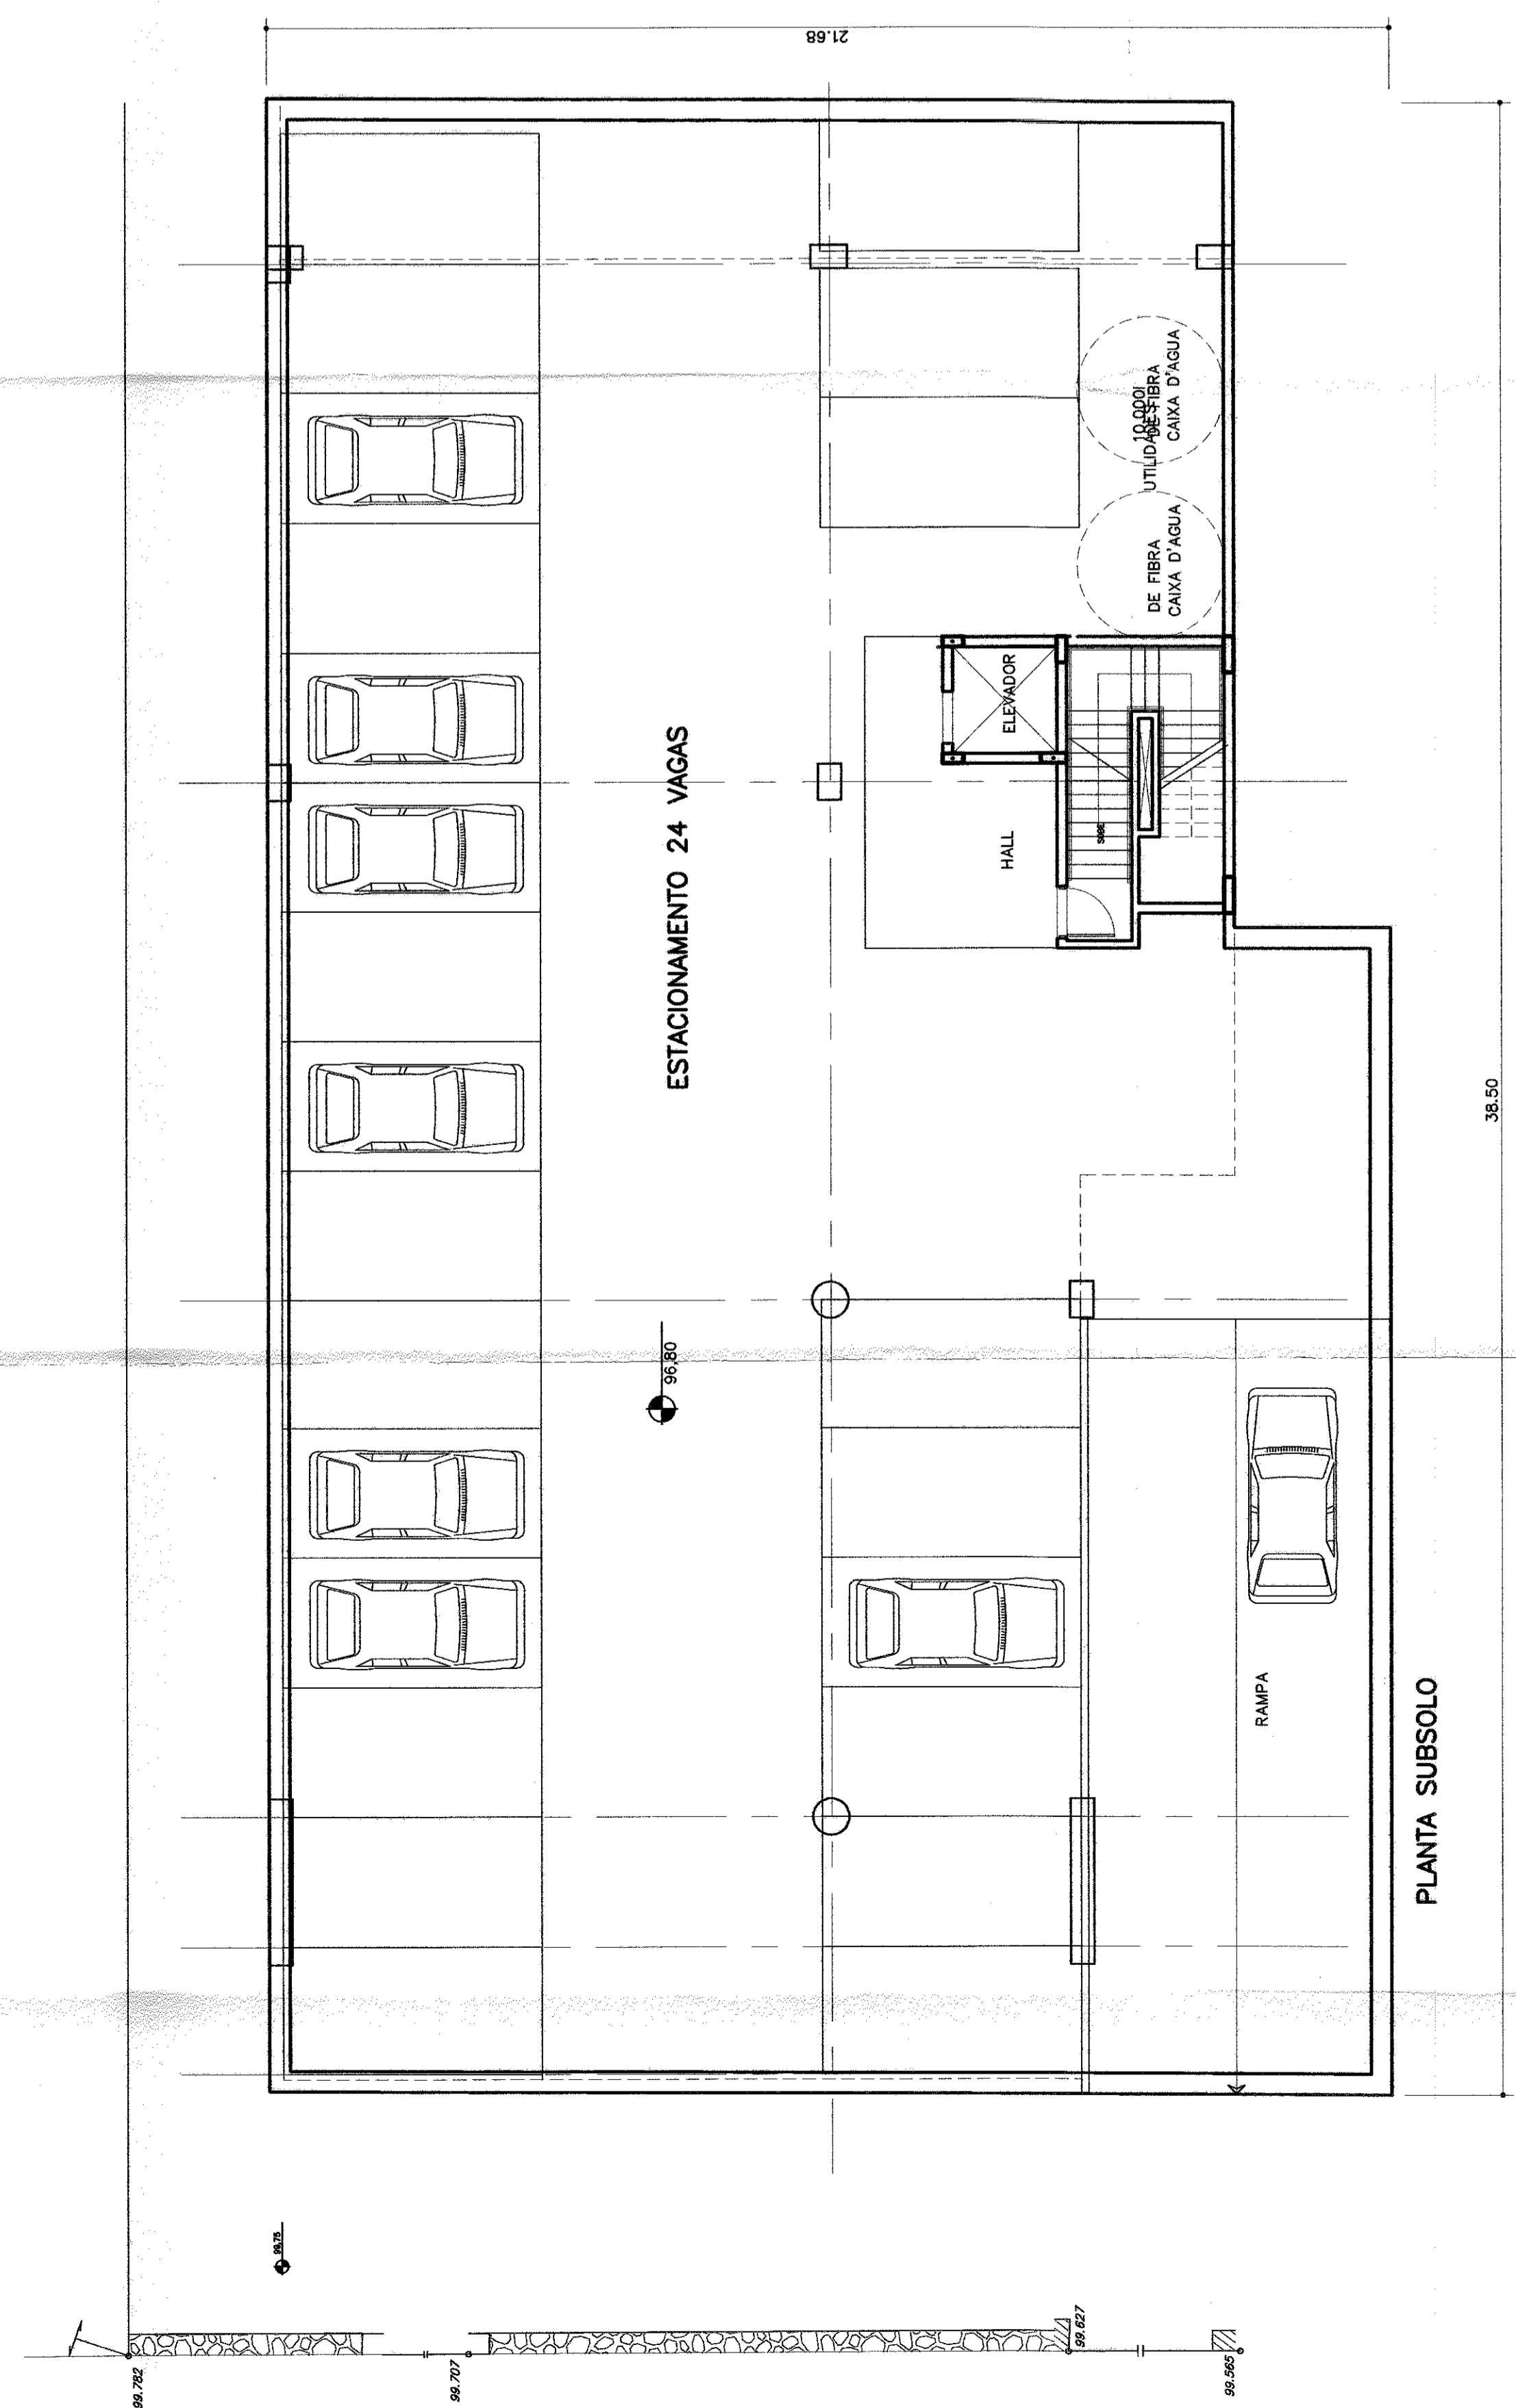 21.68
38.50
ESTACIONAMENTO 24 VAGAS
96,80
10.000l
UTILIDADES
DE FIBRA
CAIXA D'AGUA
DE FIBRA
CAIXA D'AGUA
ELEVADOR
HALL
SOBE
RAMPA
PLANTA SUBSOLO
99,75
99.782
99.707
99.627
99.565